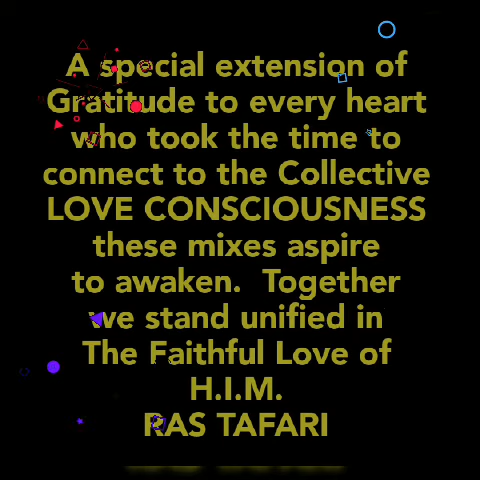 A special extension of
Gratitude to every heart
who took the time to
connect to the Collective
LOVE CONSCIOUSNESS
these mixes aspire
to awaken.  Together
we stand unified in
The Faithful Love of
H.I.M.
RAS TAFARI